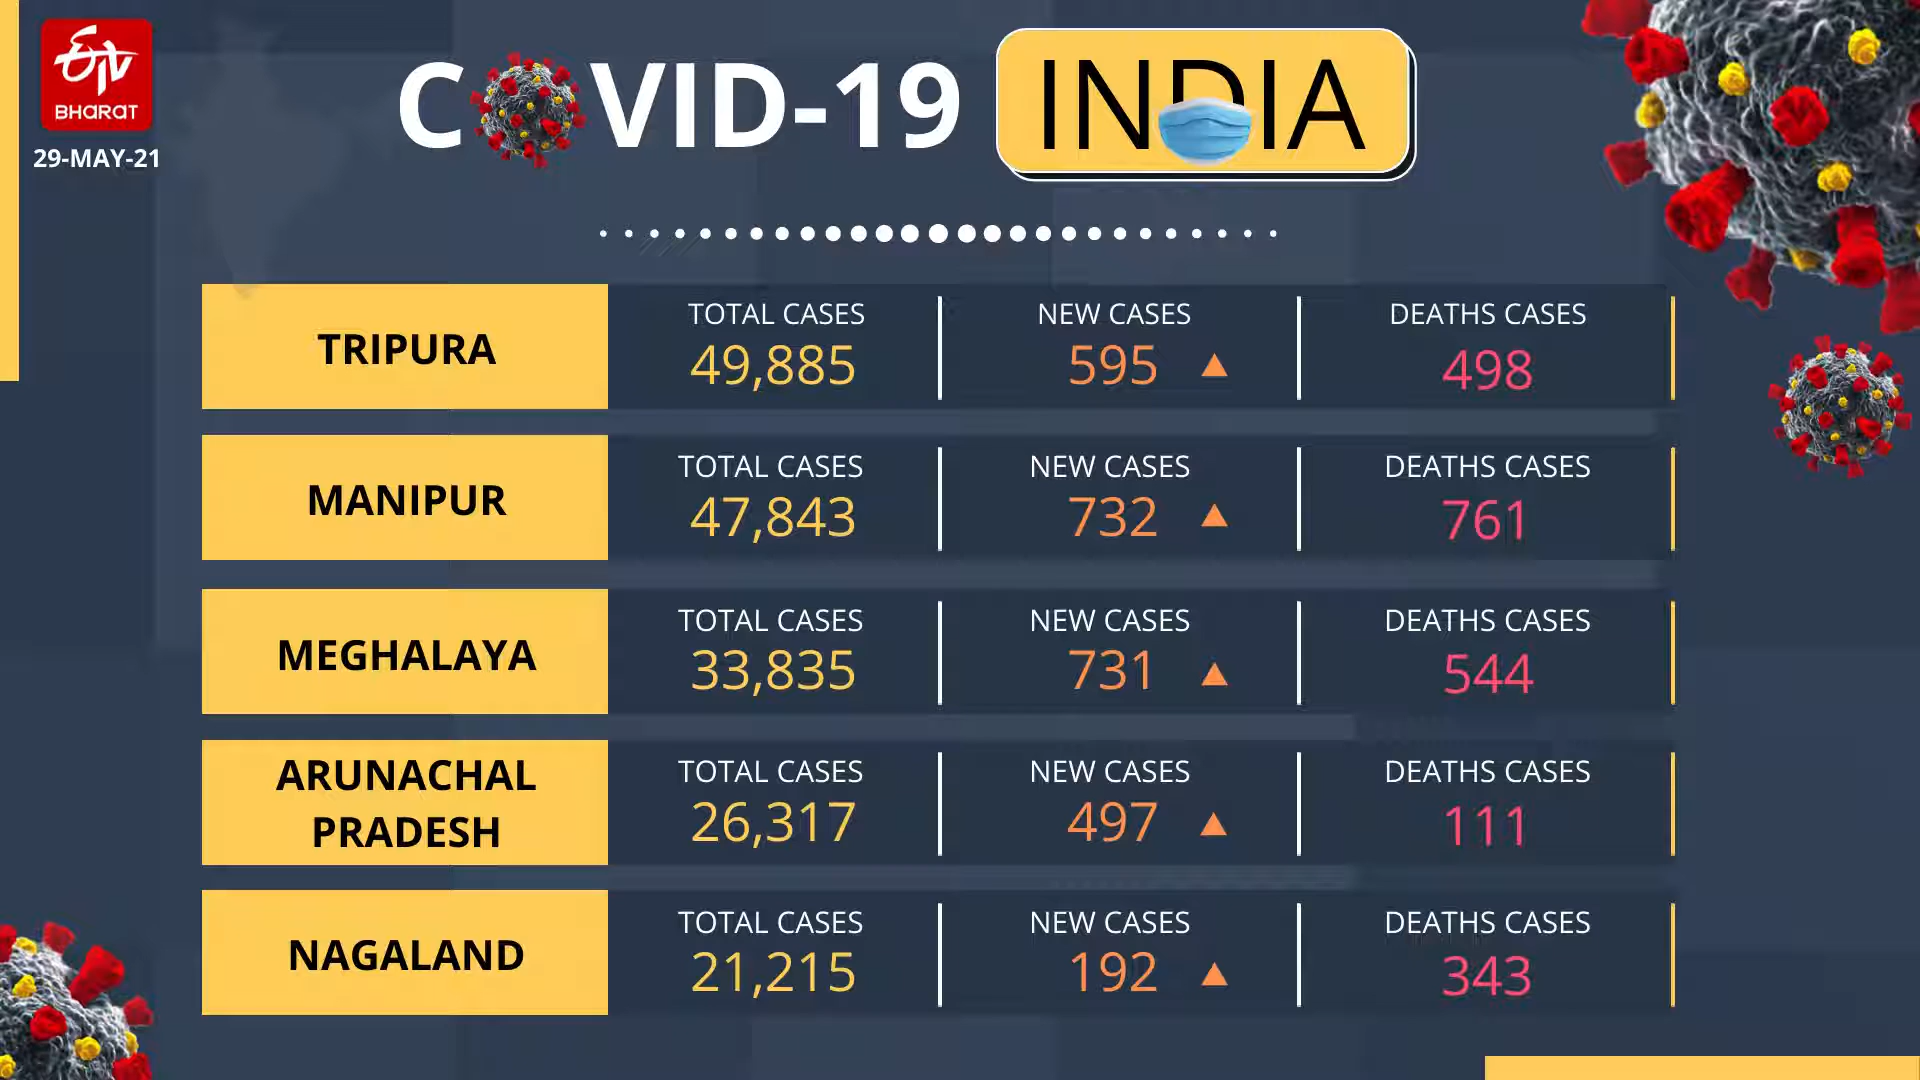 ETV
BHARAT
29-MAY-21
COVID-19 INDIA
TRIPURA
TOTAL CASES NEW CASES DEATHS CASES
49,885 595 498
MANIPUR
TOTAL CASES NEW CASES DEATHS CASES
47,843 732 761
MEGHALAYA
TOTAL CASES NEW CASES DEATHS CASES
33,835 731 544
ARUNACHAL
PRADESH
TOTAL CASES NEW CASES DEATHS CASES
26,317 497 111
NAGALAND
TOTAL CASES NEW CASES DEATHS CASES
21,215 192 343